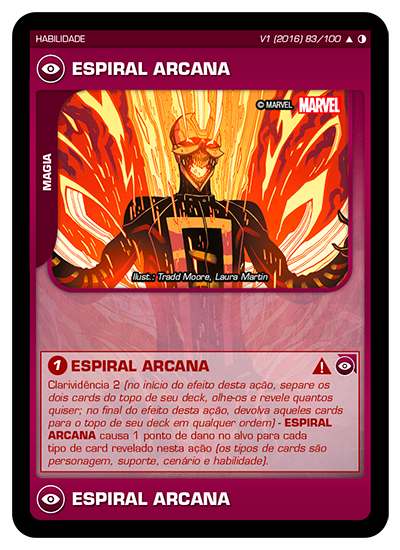 HABILIDADE
V1 (2016) 83/100 ▲ ◑
ESPIRAL ARCANA
© MARVEL MARVEL
MAGIA
Ilust.: Tradd Moore, Laura Martin
1 ESPIRAL ARCANA
Clarividência 2 (no início do efeito desta ação, separe os
dois cards do topo de seu deck, olhe-os e revele quantos
quiser; no final do efeito desta ação, devolva aqueles cards
para o topo de seu deck em qualquer ordem) - ESPIRAL
ARCANA causa 1 ponto de dano no alvo para cada
tipo de card revelado nesta ação (os tipos de cards são
personagem, suporte, cenário e habilidade).
ESPIRAL ARCANA